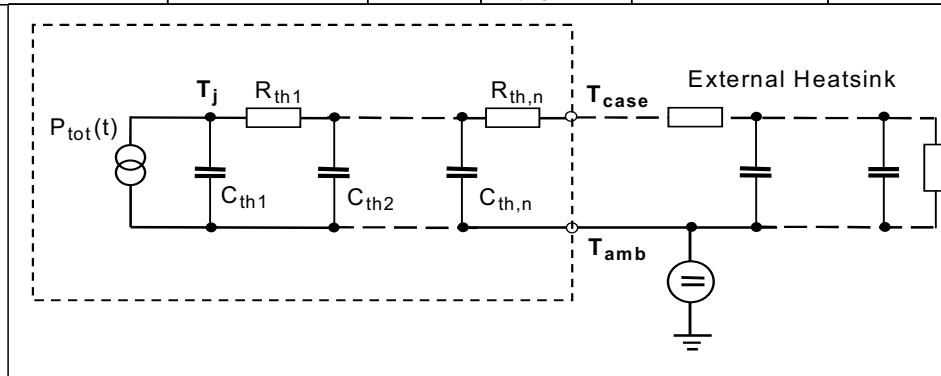 External Heatsink
T_j R_th1 R_th,n T_case
P_tot(t)
C_th1 C_th2 C_th,n
T_amb